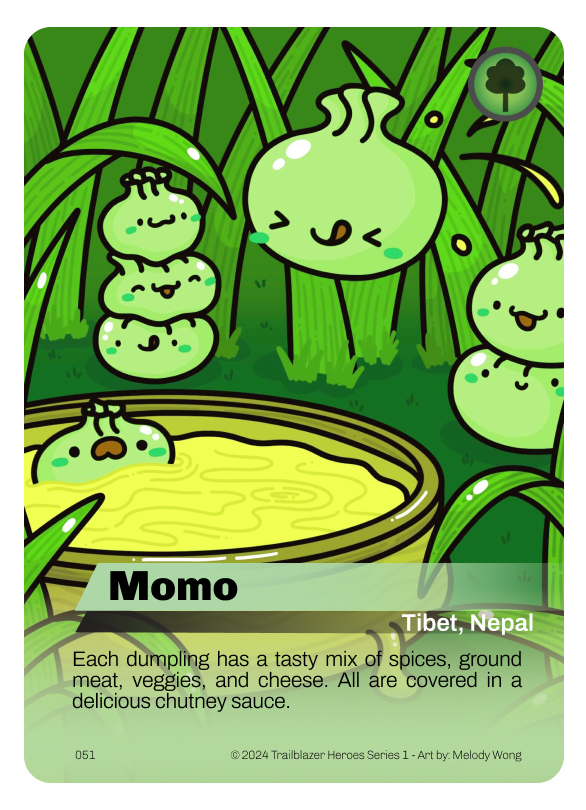 Momo
Tibet, Nepal
Each dumpling has a tasty mix of spices, ground
meat, veggies, and cheese. All are covered in a
delicious chutney sauce.
051
© 2024 Trailblazer Heroes Series 1 - Art by: Melody Wong